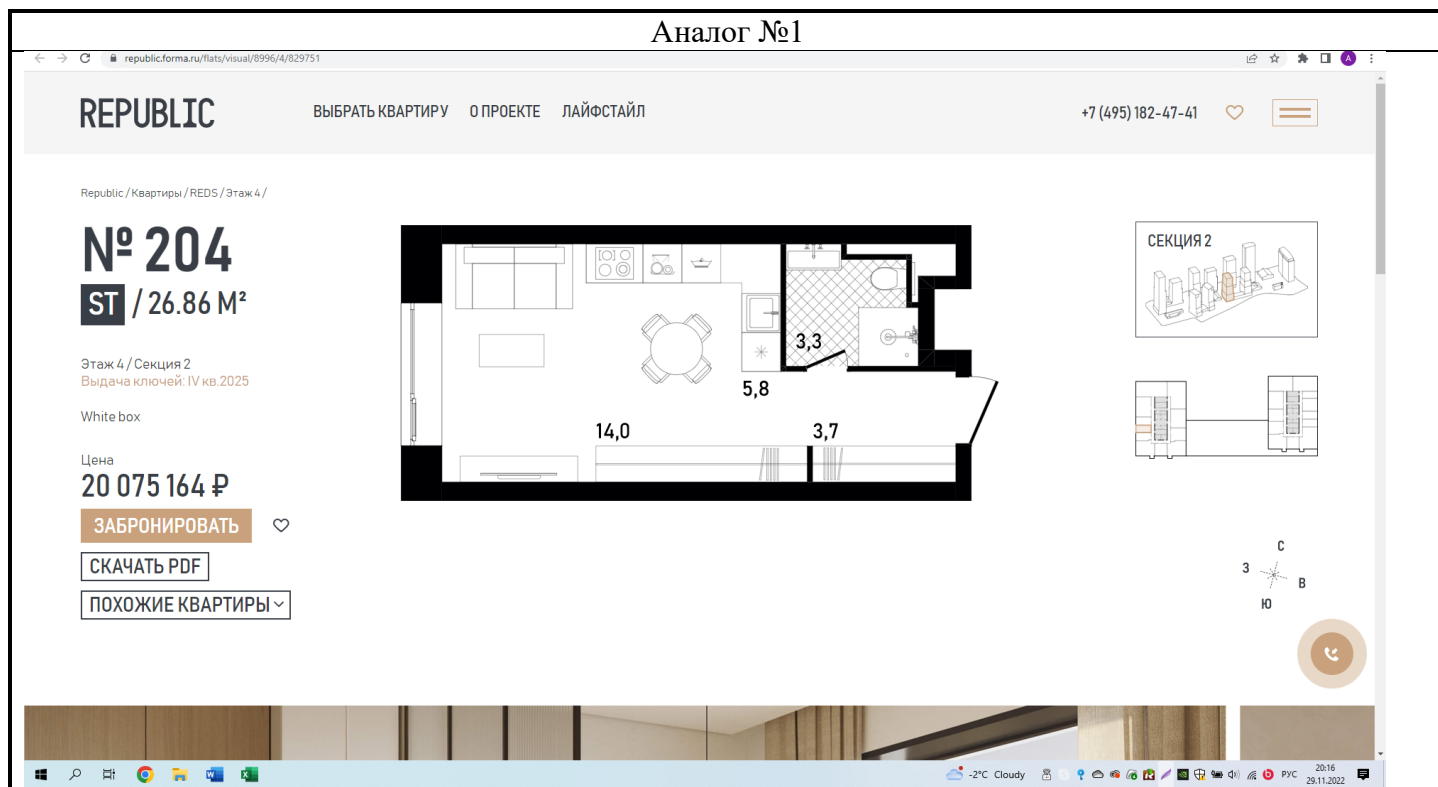 Аналог №1
republic.forma.ru/flats/visual/8996/4/829751
A
REPUBLIC
ВЫБРАТЬ КВАРТИРУ О ПРОЕКТЕ ЛАЙФСТАЙЛ
+7 (495) 182-47-41
Republic / Квартиры / REDS / Этаж 4 /
№ 204
ST / 26.86 М²
Этаж 4 / Секция 2
Выдача ключей: IV кв.2025
White box
Цена
20 075 164 ₽
ЗАБРОНИРОВАТЬ
СКАЧАТЬ PDF
ПОХОЖИЕ КВАРТИРЫ
3,3
5,8
14,0
3,7
СЕКЦИЯ 2
С
З
В
Ю
-2°C Cloudy
РУС
20:16
29.11.2022